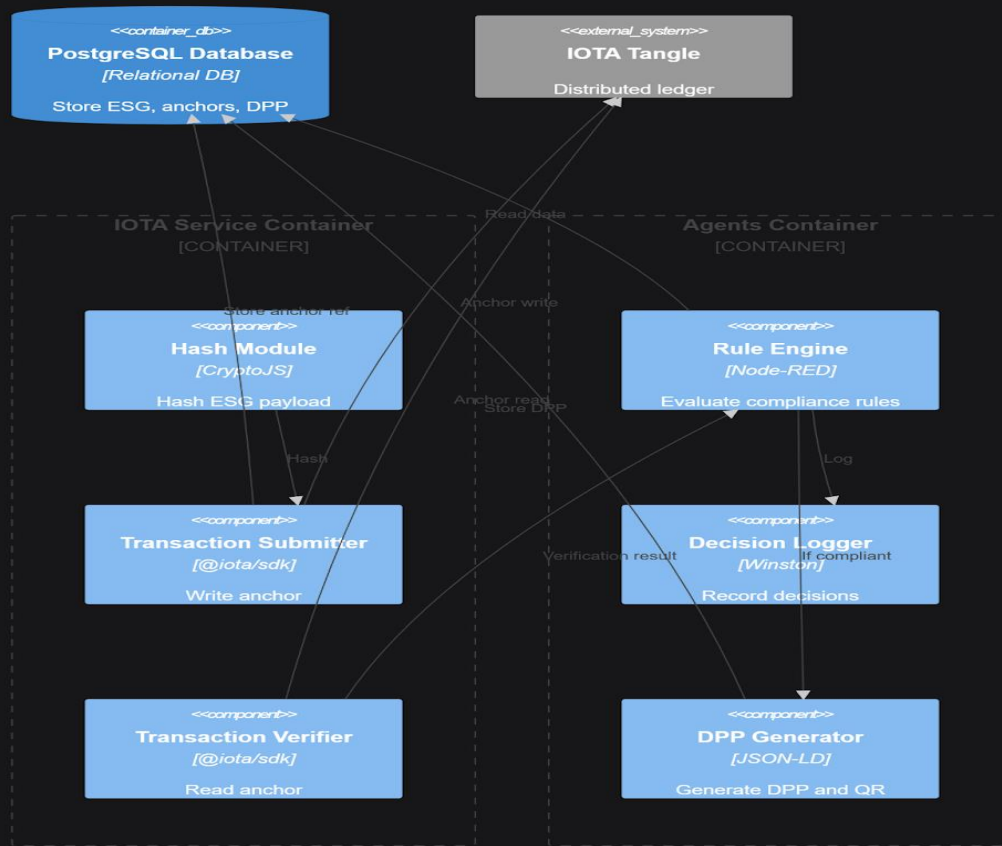 <<container_db>>
PostgreSQL Database
[Relational DB]
Store ESG, anchors, DPP
<<external_system>>
IOTA Tangle
Distributed ledger
Read data
IOTA Service Container
[CONTAINER]
Agents Container
[CONTAINER]
Anchor write
Store anchor ref
<<component>>
Hash Module
[CryptoJS]
Hash ESG payload
<<component>>
Rule Engine
[Node-RED]
Evaluate compliance rules
Anchor read
Store DPP
Hash
Log
<<component>>
Transaction Submitter
[@iota/sdk]
Write anchor
<<component>>
Decision Logger
[Winston]
Record decisions
Verification result
If compliant
<<component>>
Transaction Verifier
[@iota/sdk]
Read anchor
<<component>>
DPP Generator
[JSON-LD]
Generate DPP and QR